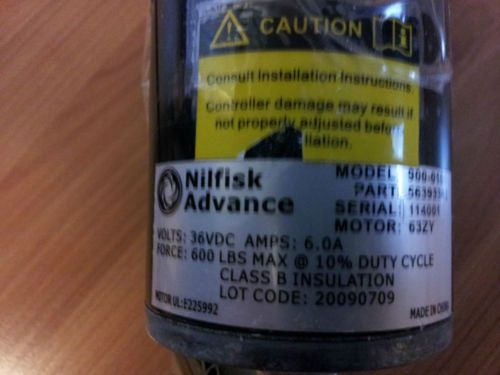 CAUTION
Consult Installation Instructions.
Controller damage may result if
not properly adjusted before
llation.
Nilfisk
Advance
MODEL:
PART:
SERIAL: 114001
MOTOR: 63ZY
VOLTS: 36VDC AMPS: 6.0A
FORCE: 600 LBS MAX @ 10% DUTY CYCLE
CLASS B INSULATION
LOT CODE: 20090709
MOTOR UL:E225992
MADE IN CHINA